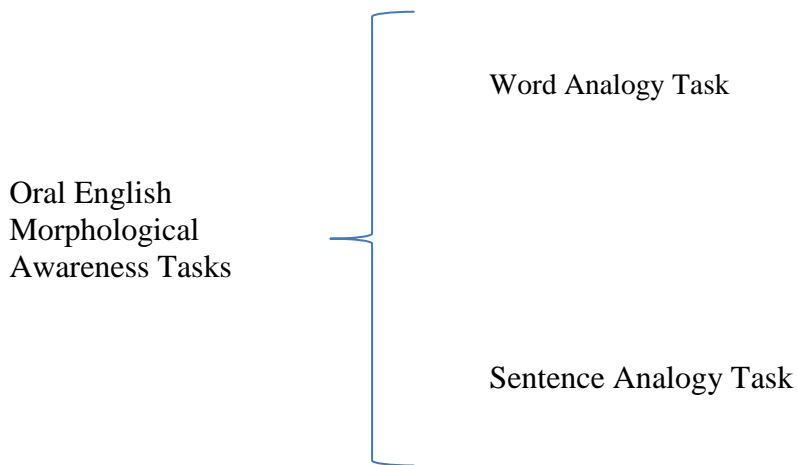 Word Analogy Task
Oral English
Morphological
Awareness Tasks
Sentence Analogy Task